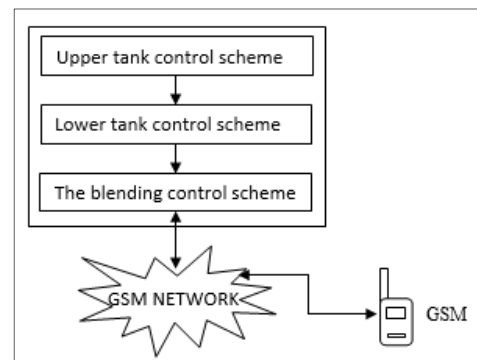 Upper tank control scheme
Lower tank control scheme
The blending control scheme
GSM NETWORK
GSM